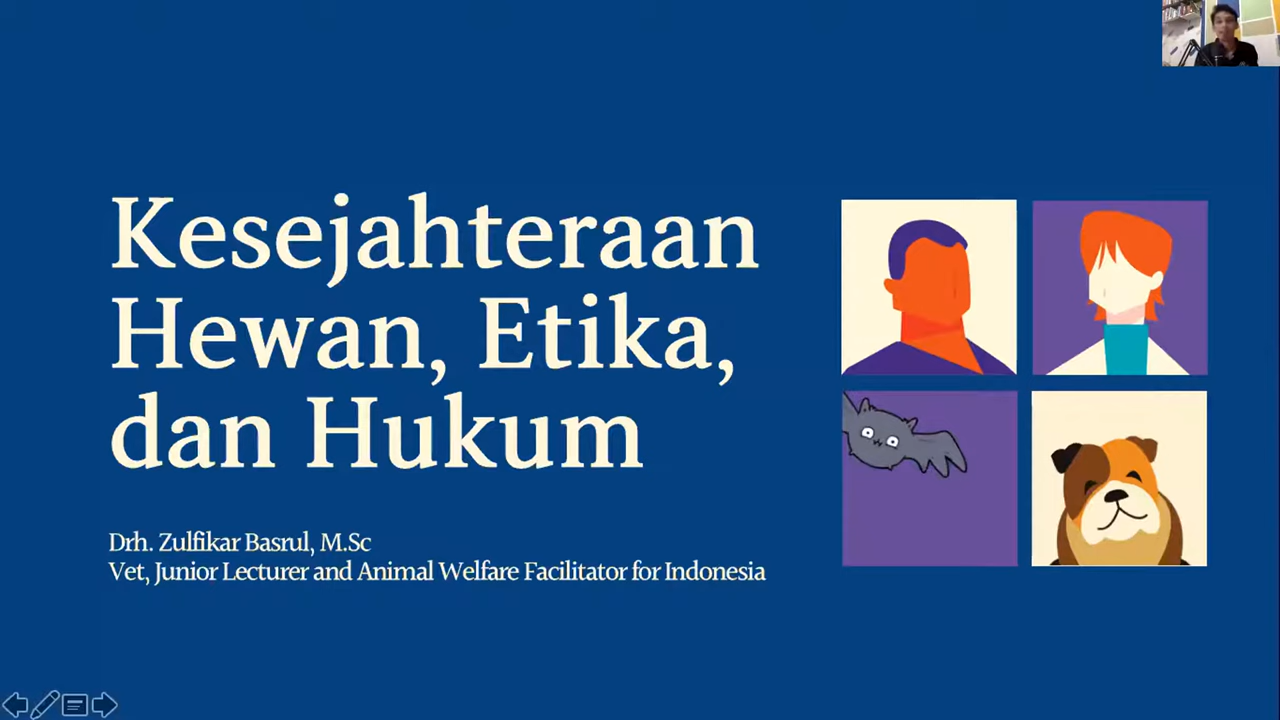 Kesejahteraan
Hewan, Etika,
dan Hukum
Drh. Zulfikar Basrul, M.Sc
Vet, Junior Lecturer and Animal Welfare Facilitator for Indonesia